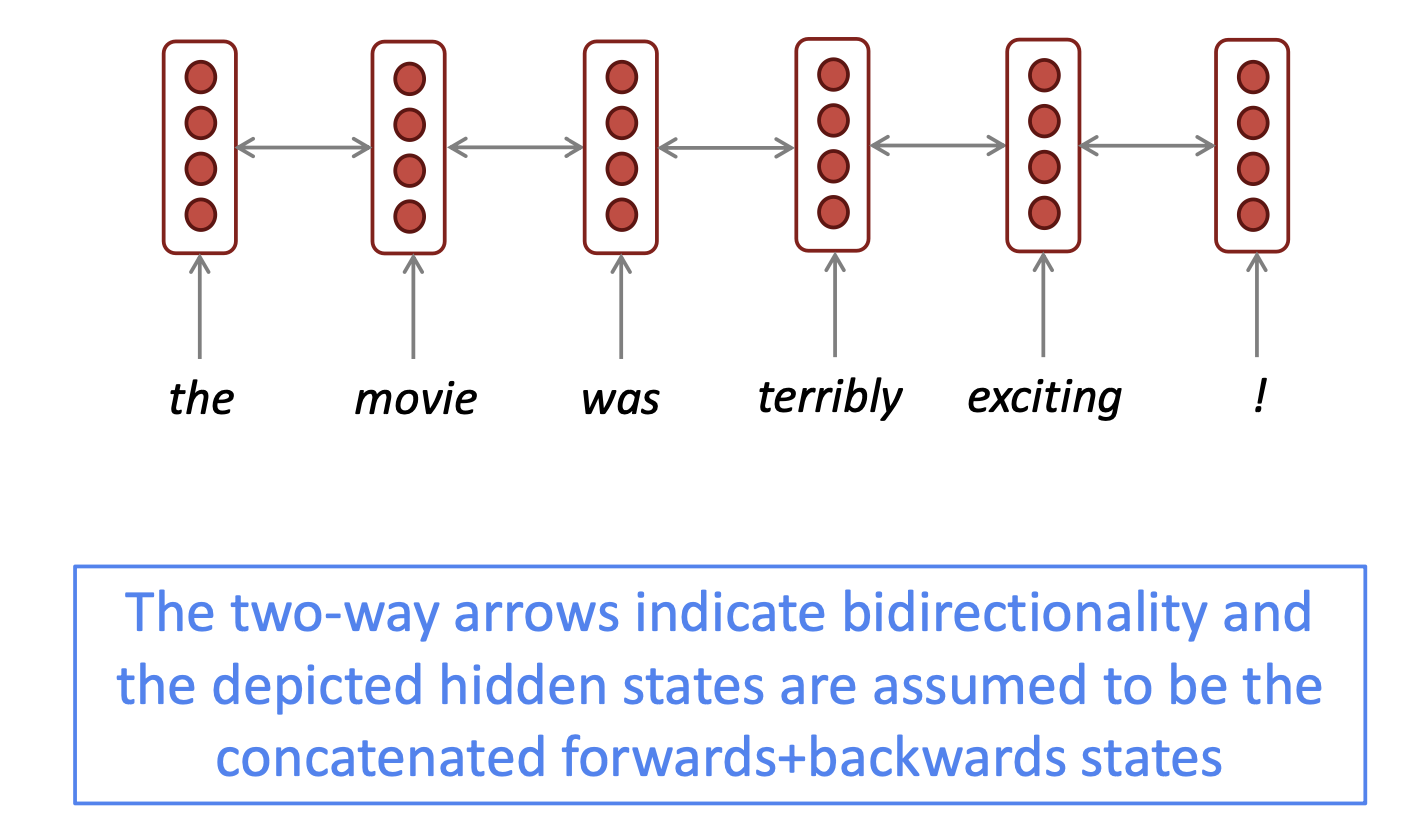 the movie was terribly exciting !
The two-way arrows indicate bidirectionality and
the depicted hidden states are assumed to be the
concatenated forwards+backwards states